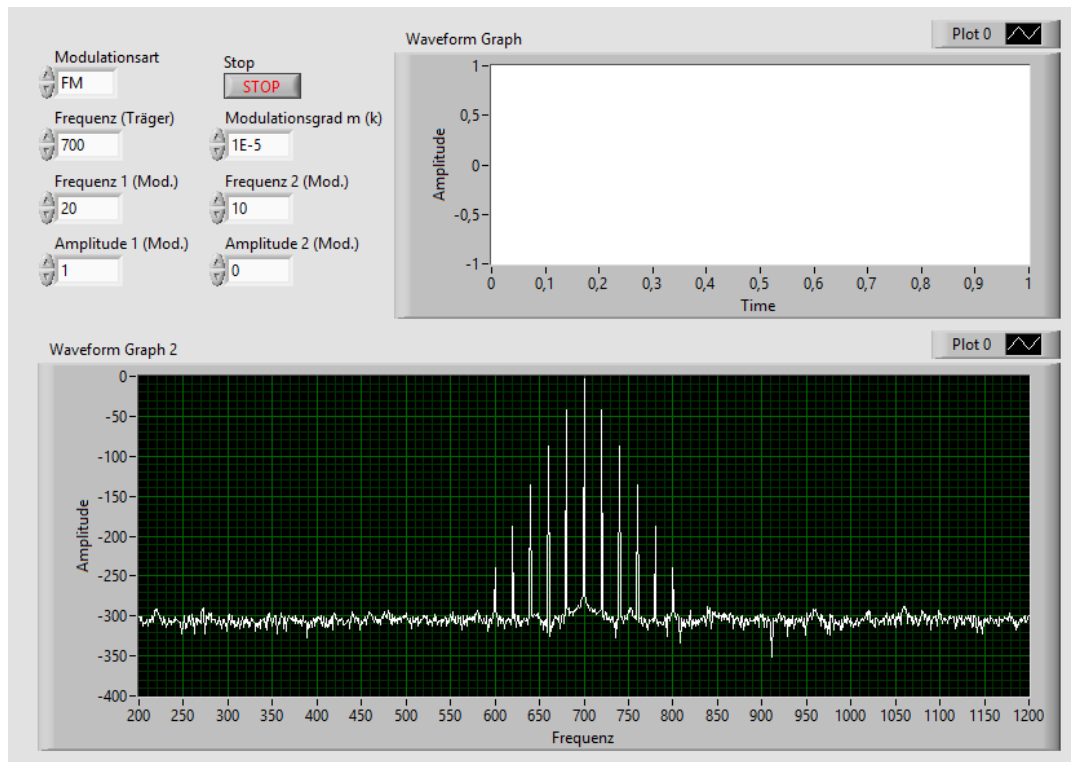 Modulationsart
FM
Stop
STOP
Frequenz (Träger)
700
Modulationsgrad m (k)
1E-5
Frequenz 1 (Mod.)
20
Frequenz 2 (Mod.)
10
Amplitude 1 (Mod.)
1
Amplitude 2 (Mod.)
0
Waveform Graph
Plot 0
Amplitude
1
0,5
0
-0,5
-1
0 0,1 0,2 0,3 0,4 0,5 0,6 0,7 0,8 0,9 1
Time
Waveform Graph 2
Plot 0
Amplitude
0
-50
-100
-150
-200
-250
-300
-350
-400
200 250 300 350 400 450 500 550 600 650 700 750 800 850 900 950 1000 1050 1100 1150 1200
Frequenz